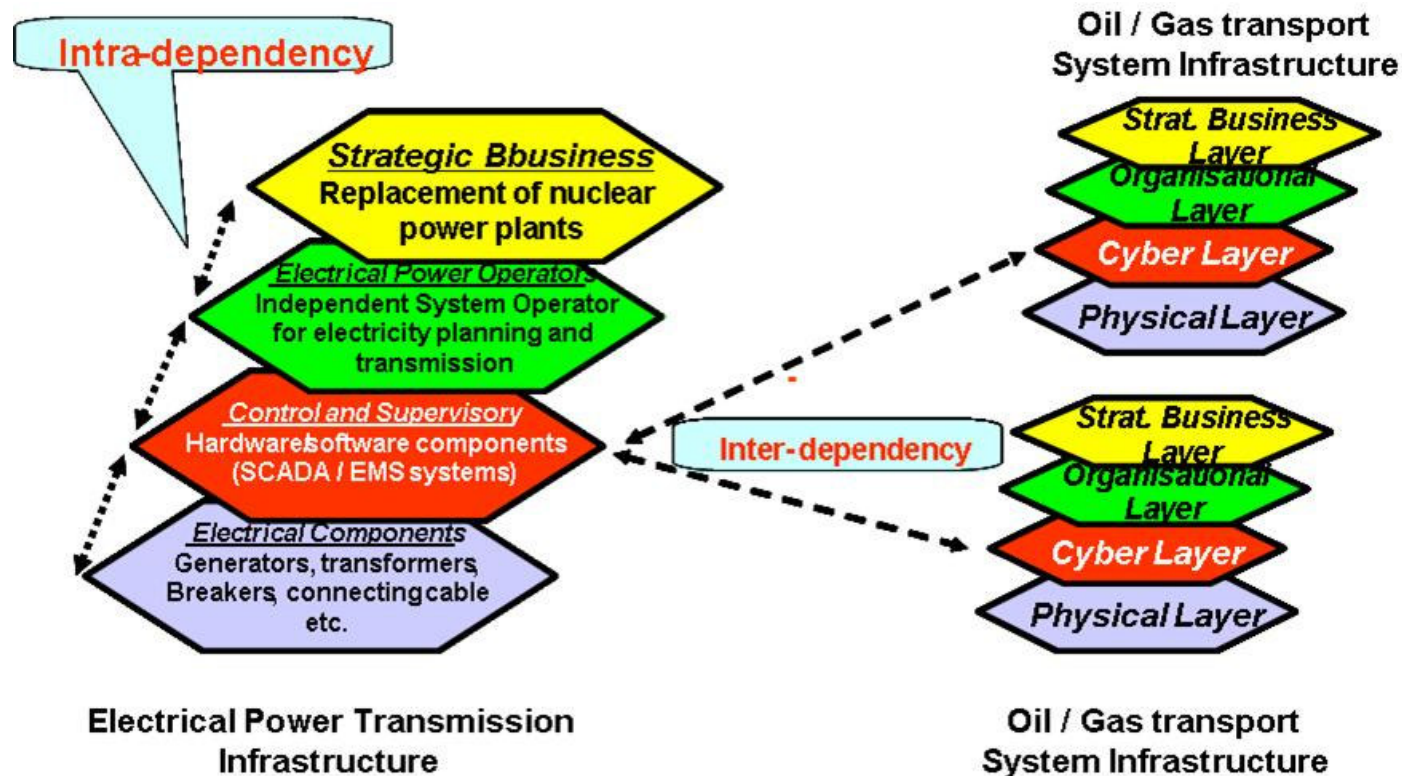 Intra-dependency
Strategic Bbusiness
Replacement of nuclear
power plants
Electrical Power Operators
Independent System Operator
for electricity planning and
transmission
Control and Supervisory
Hardware/software components
(SCADA / EMS systems)
Electrical Components
Generators, transformers,
Breakers, connecting cable
etc.
Electrical Power Transmission
Infrastructure
Inter-dependency
Oil / Gas transport
System Infrastructure
Strat. Business
Layer
Organisational
Layer
Cyber Layer
Physical Layer
Strat. Business
Layer
Organisational
Layer
Cyber Layer
Physical Layer
Oil / Gas transport
System Infrastructure